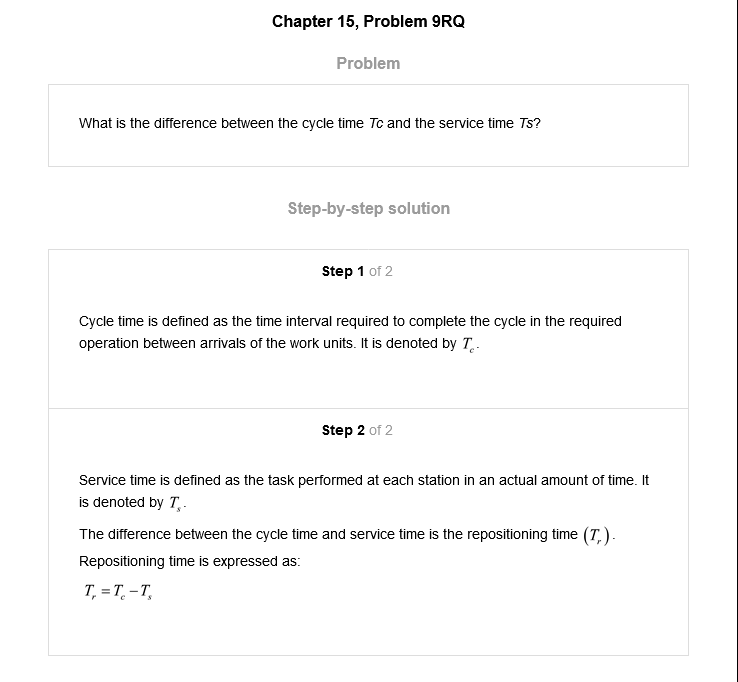 Chapter 15, Problem 9RQ
Problem
What is the difference between the cycle time Tc and the service time Ts?
Step-by-step solution
Step 1 of 2
Cycle time is defined as the time interval required to complete the cycle in the required
operation between arrivals of the work units. It is denoted by T_c.
Step 2 of 2
Service time is defined as the task performed at each station in an actual amount of time. It
is denoted by T_s.
The difference between the cycle time and service time is the repositioning time (T_r).
Repositioning time is expressed as:
T_r = T_c − T_s